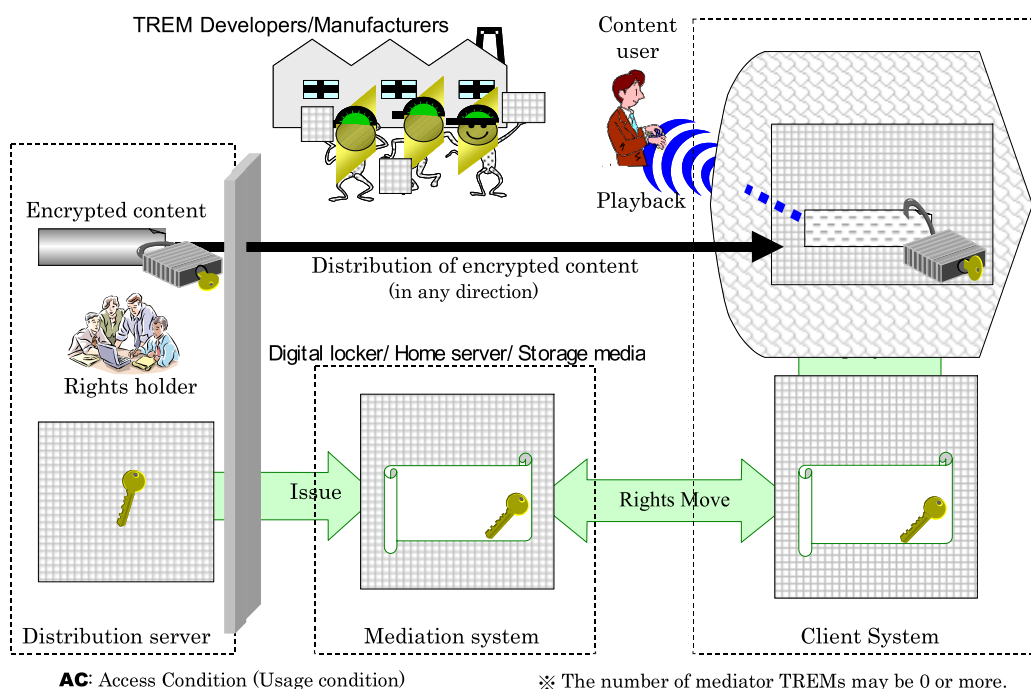 TREM Developers/Manufacturers
Content
user
Encrypted content
Playback
Distribution of encrypted content
(in any direction)
Rights holder
Digital locker/ Home server/ Storage media
Issue
Rights Move
Distribution server
Mediation system
Client System
AC: Access Condition (Usage condition)
※ The number of mediator TREMs may be 0 or more.